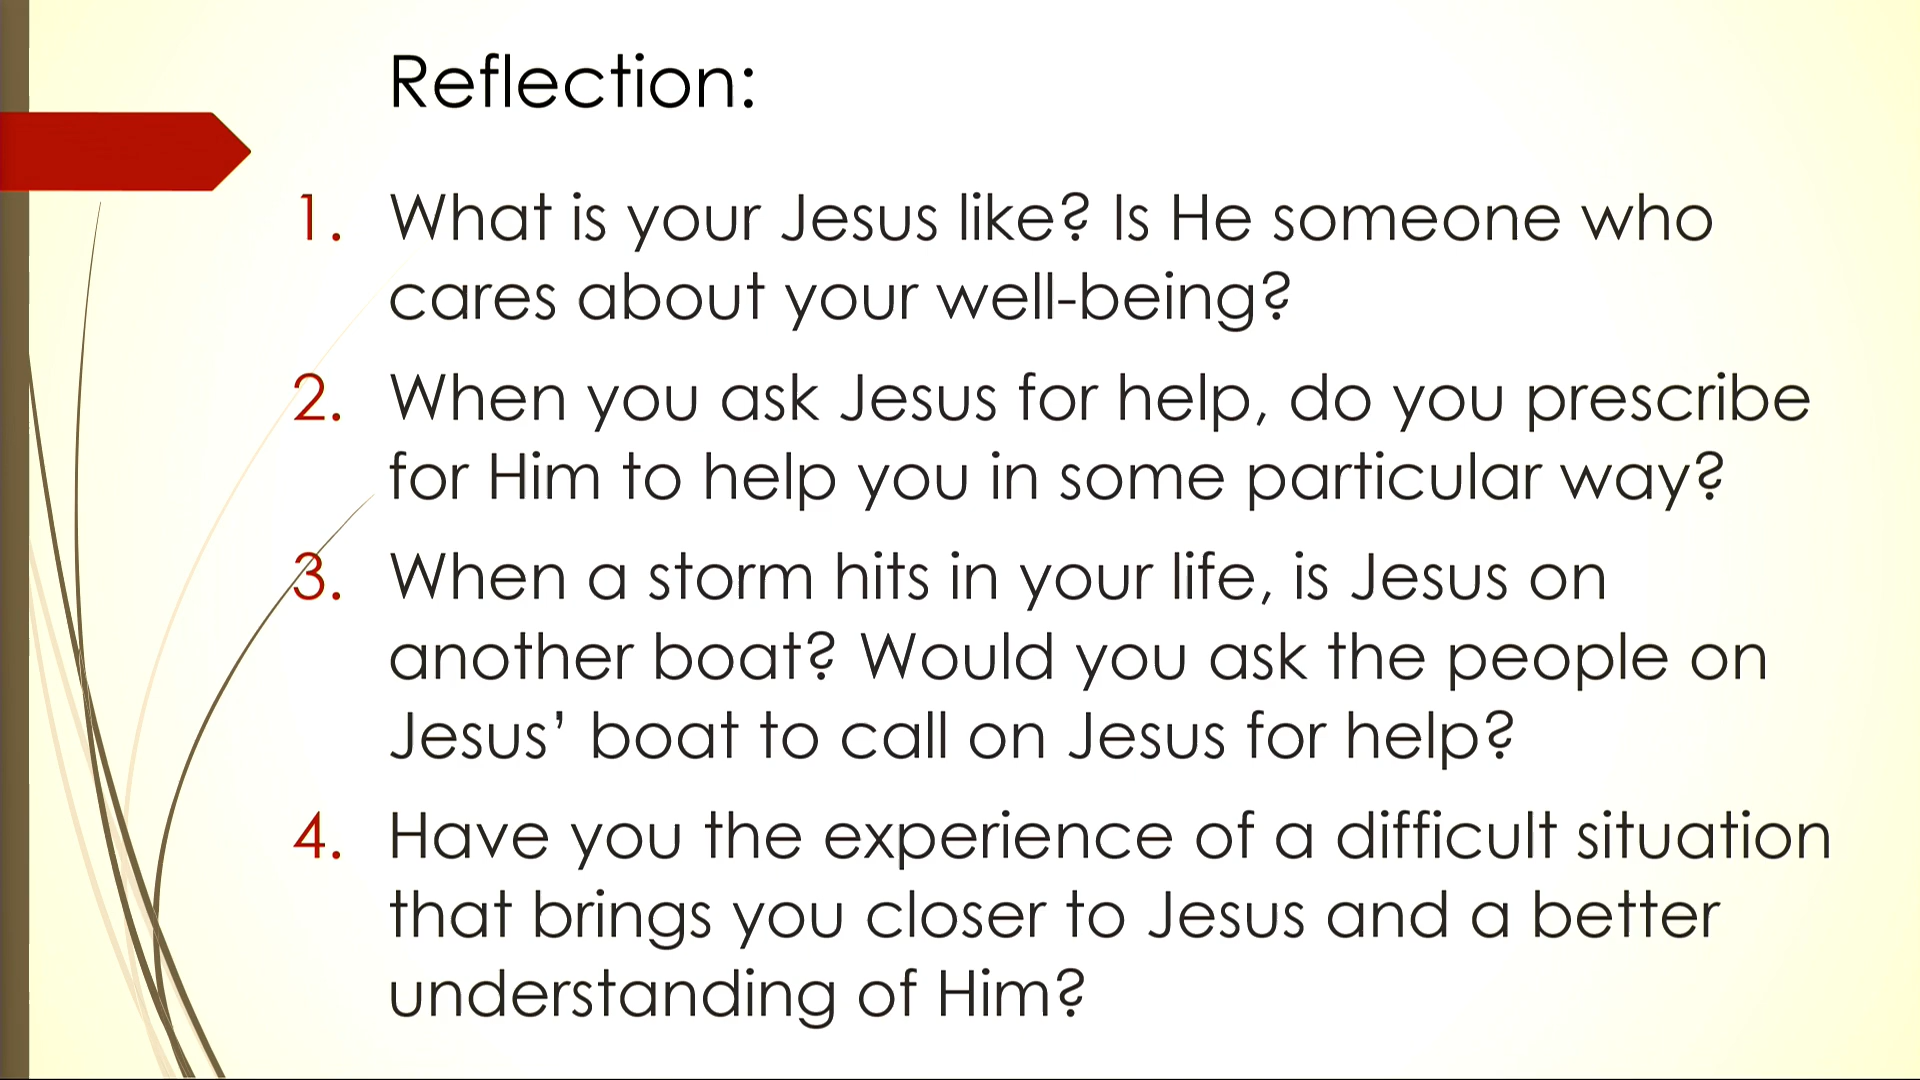 Reflection:
1. What is your Jesus like? Is He someone who
cares about your well-being?
2. When you ask Jesus for help, do you prescribe
for Him to help you in some particular way?
3. When a storm hits in your life, is Jesus on
another boat? Would you ask the people on
Jesus’ boat to call on Jesus for help?
4. Have you the experience of a difficult situation
that brings you closer to Jesus and a better
understanding of Him?